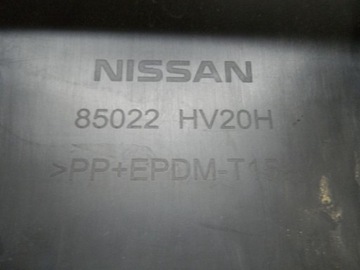 NISSAN
85022 HV20H
>PP+EPDM-T15<